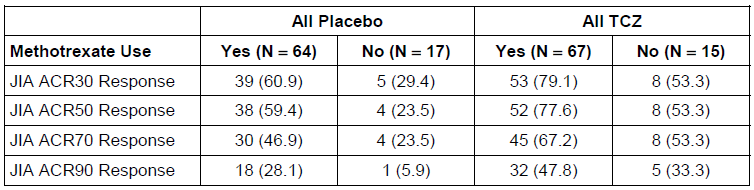 All Placebo All TCZ
Methotrexate Use Yes (N = 64) No (N = 17) Yes (N = 67) No (N = 15)
JIA ACR30 Response 39 (60.9) 5 (29.4) 53 (79.1) 8 (53.3)
JIA ACR50 Response 38 (59.4) 4 (23.5) 52 (77.6) 8 (53.3)
JIA ACR70 Response 30 (46.9) 4 (23.5) 45 (67.2) 8 (53.3)
JIA ACR90 Response 18 (28.1) 1 (5.9) 32 (47.8) 5 (33.3)